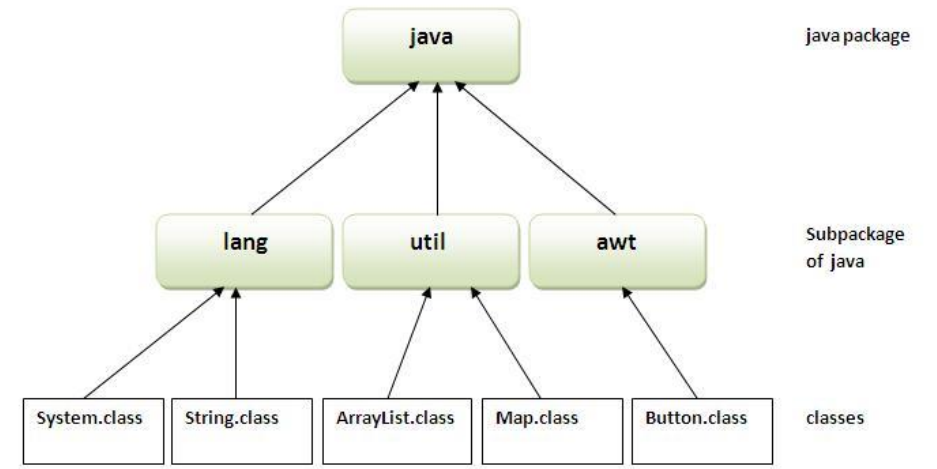 java
java package
lang
util
awt
Subpackage
of java
System.class
String.class
ArrayList.class
Map.class
Button.class
classes